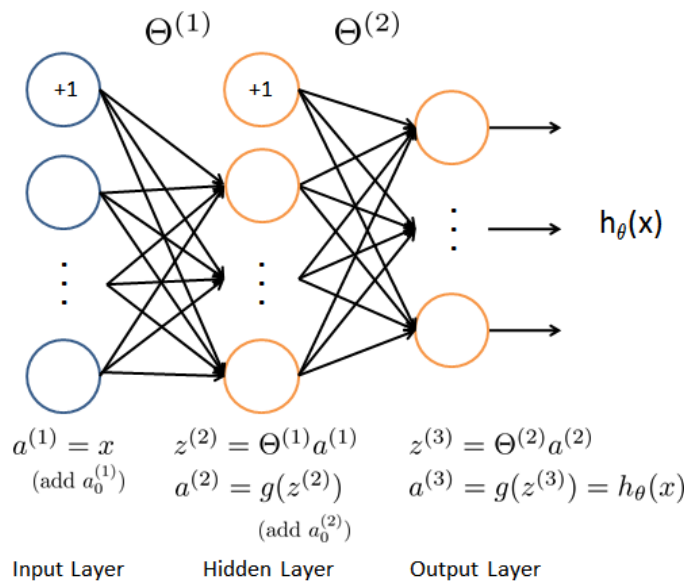 Θ^(1) Θ^(2)
+1 +1
h_θ(x)
a^(1) = x z^(2) = Θ^(1)a^(1) z^(3) = Θ^(2)a^(2)
(add a_0^(1)) a^(2) = g(z^(2)) a^(3) = g(z^(3)) = h_θ(x)
(add a_0^(2))
Input Layer Hidden Layer Output Layer